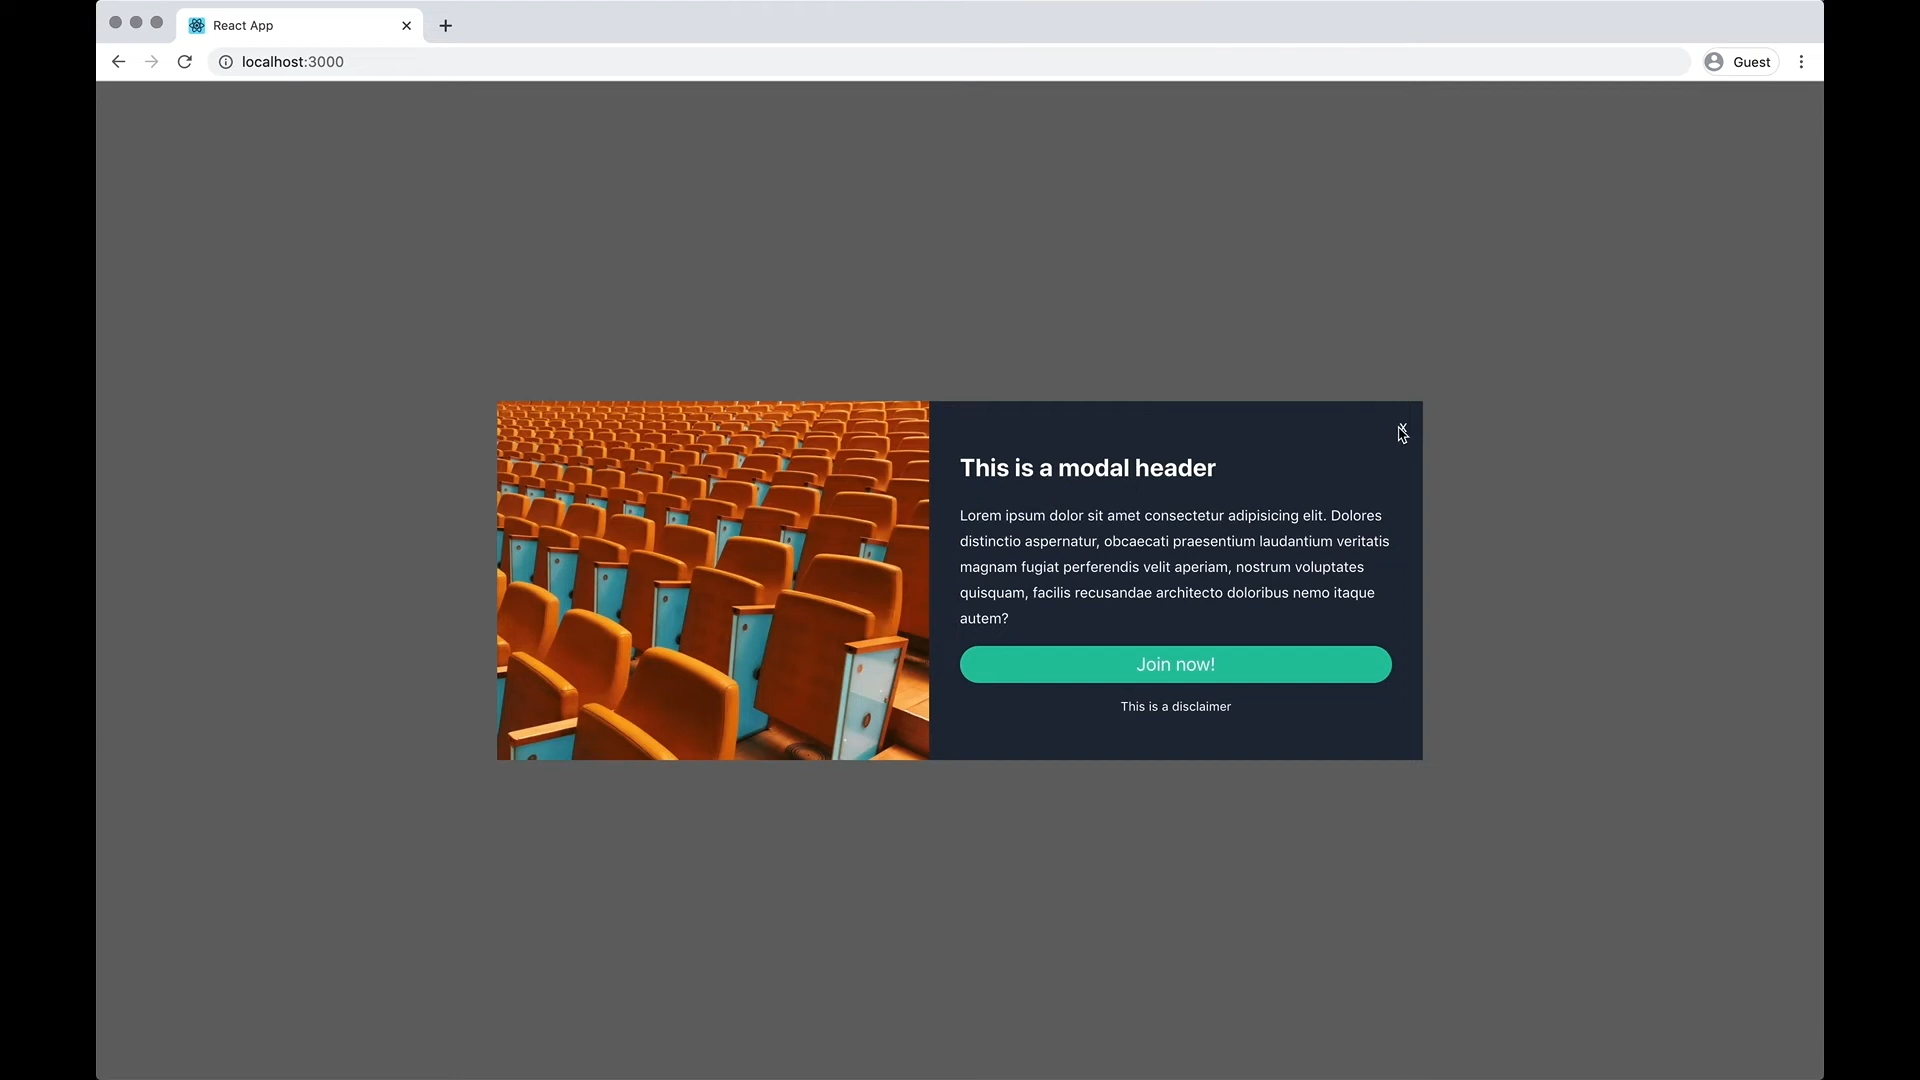 React App
localhost:3000
Guest
x
This is a modal header
Lorem ipsum dolor sit amet consectetur adipisicing elit. Dolores
distinctio aspernatur, obcaecati praesentium laudantium veritatis
magnam fugiat perferendis velit aperiam, nostrum voluptates
quisquam, facilis recusandae architecto doloribus nemo itaque
autem?
Join now!
This is a disclaimer